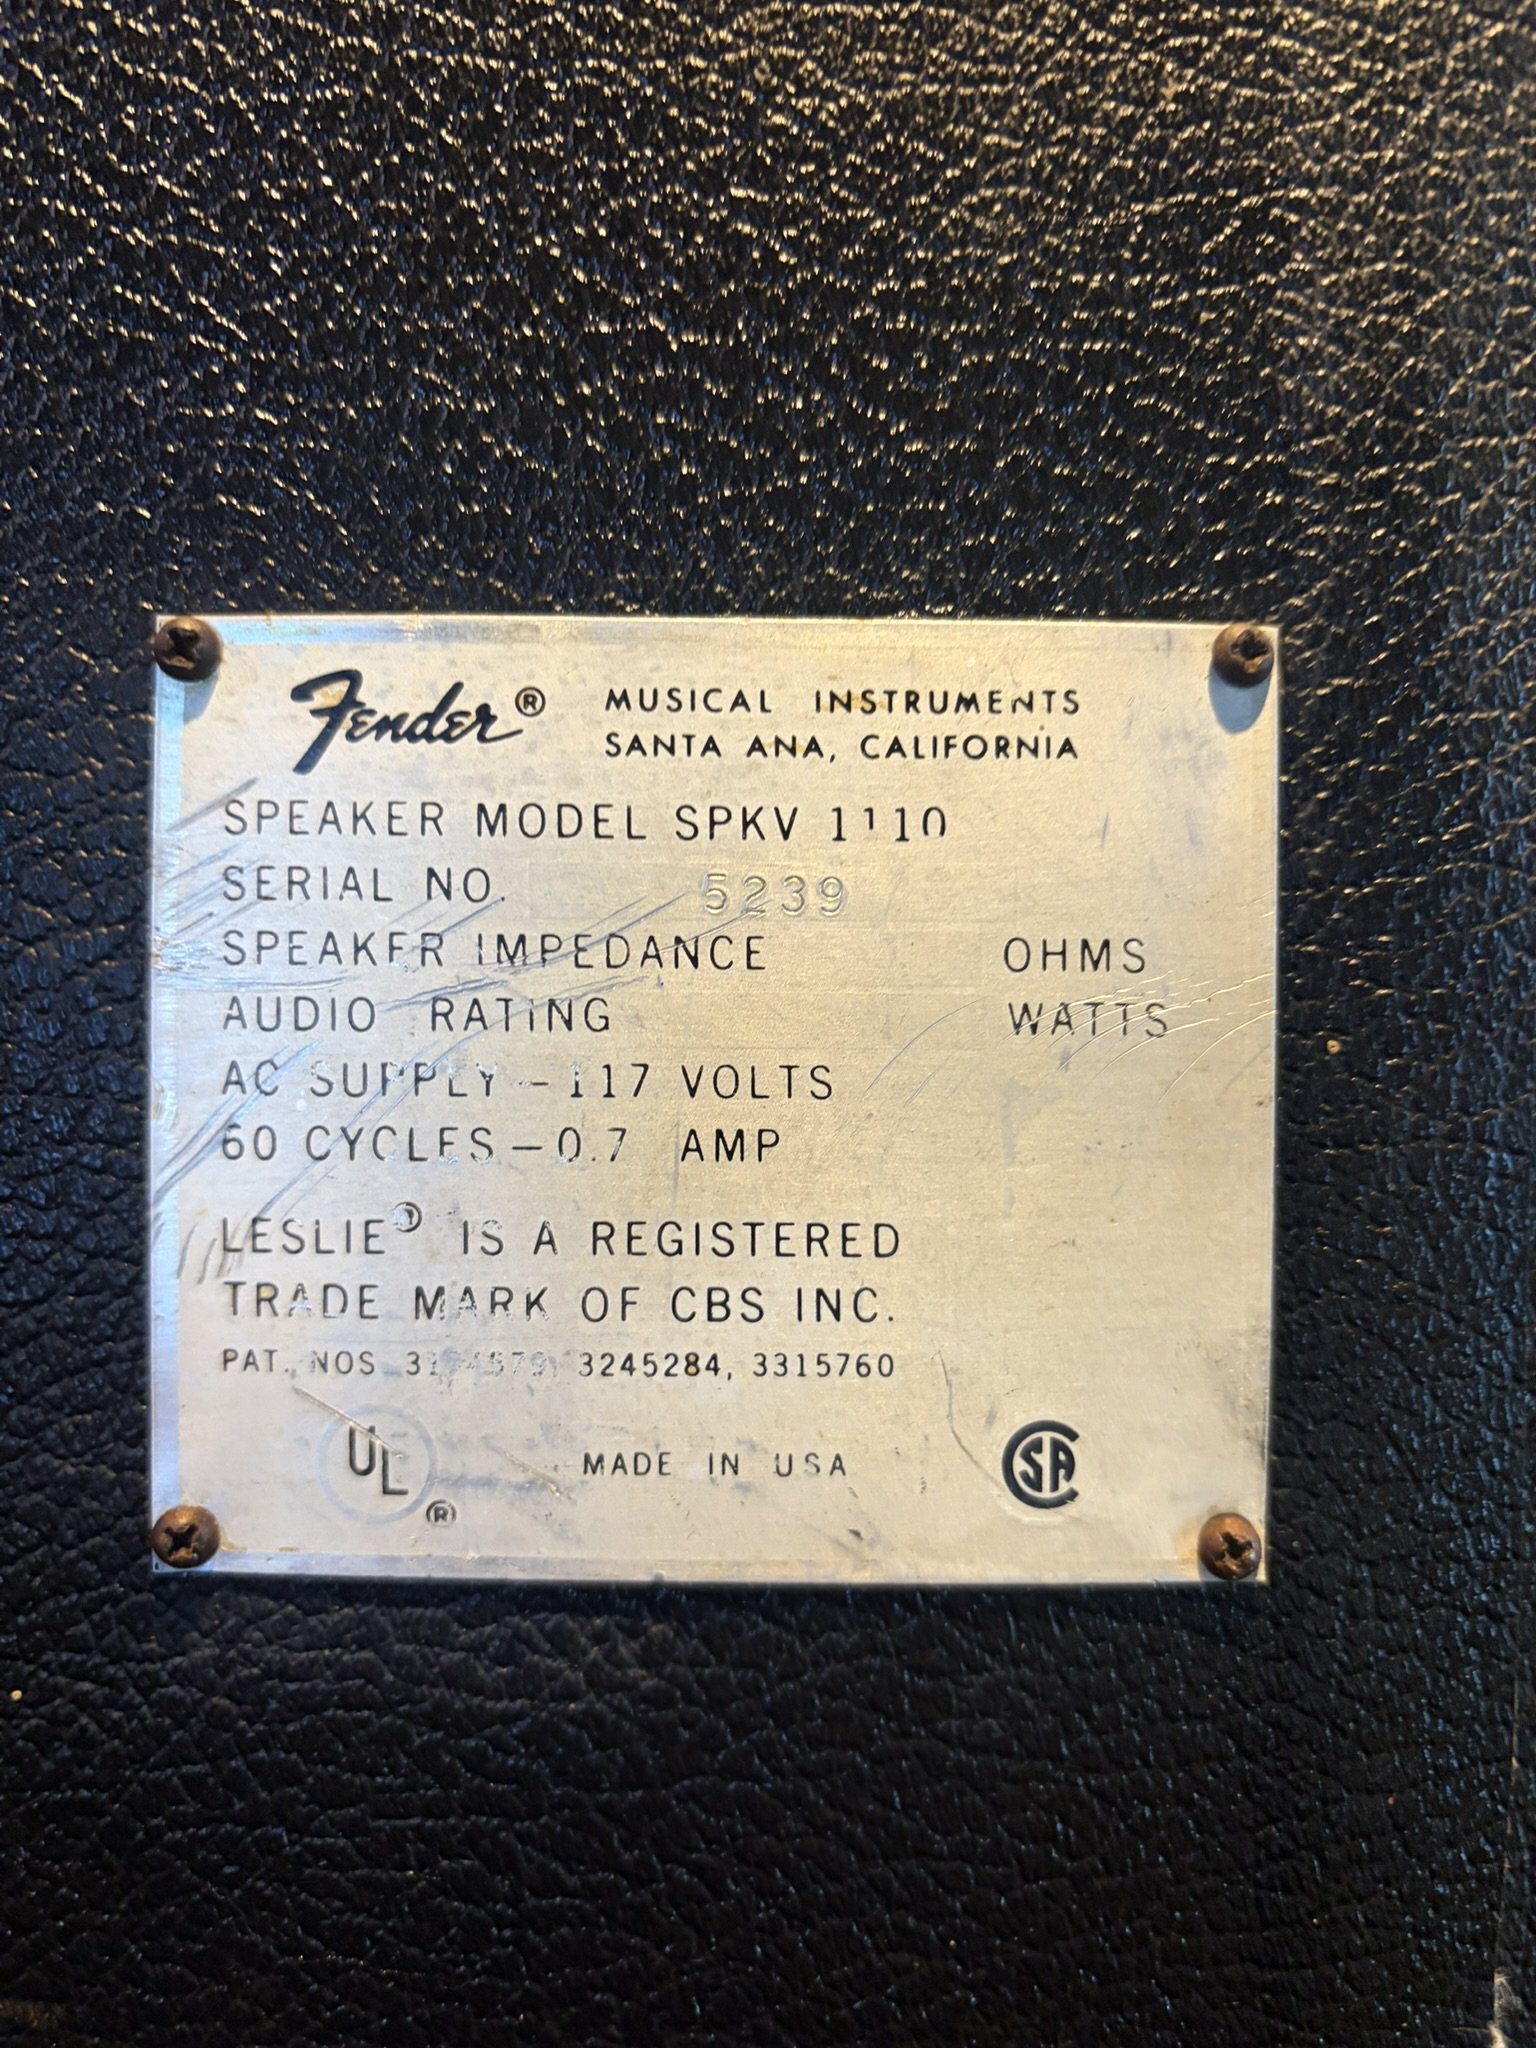 Fender® MUSICAL INSTRUMENTS
SANTA ANA, CALIFORNIA
SPEAKER MODEL SPKV 1110
SERIAL NO. 5239
SPEAKER IMPEDANCE OHMS
AUDIO RATING WATTS
AC SUPPLY – 117 VOLTS
60 CYCLES – 0.7 AMP
LESLIE® IS A REGISTERED
TRADE MARK OF CBS INC.
PAT. NOS 3245284, 3315760
UL® MADE IN USA CSA